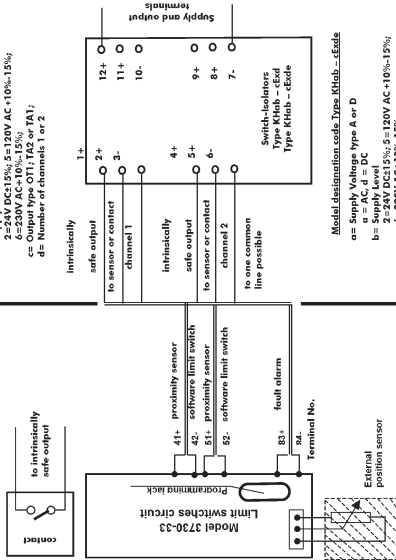 2=24V DC±15%; 5=120V AC +10%-15%;
6=230V AC+10%-15%;
c= Output type OT1; TA2 or TA1;
d= Number of channels 1 or 2
Supply and output
terminals
12+
11+
10-
9+
8+
7-
Switch-Isolators
Type KHab – cExd
Type KHab – cExde
1+
2+
3-
4+
5+
6-
intrinsically
safe output
to sensor or contact
channel 1
intrinsically
safe output
to sensor or contact
channel 2
to one common
line possible
Model designation code Type KHab – cExde
a= Supply Voltage type A or D
a = AC, d = DC
b= Supply Level
2=24V DC±15%; 5=120V AC +10%-15%
to intrinsically
safe output
contact
proximity sensor
software limit switch
proximity sensor
software limit switch
fault alarm
41+
42-
51+
52-
83+
84-
Terminal No.
Programming jack
Model 3730-33
Limit switches circuit
External
position sensor